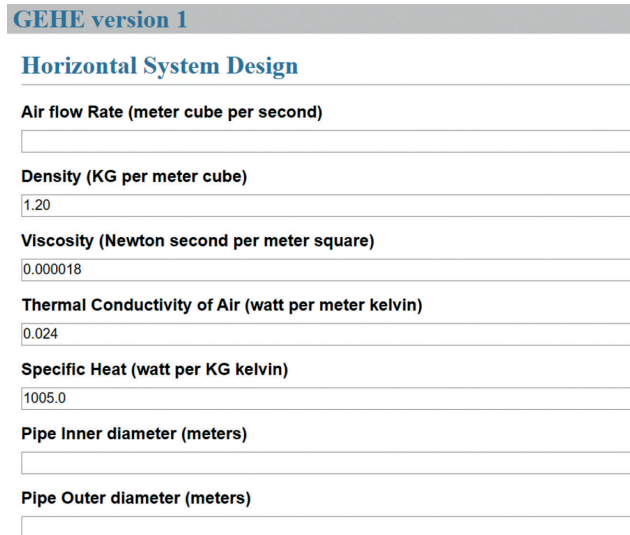 GEHE version 1
Horizontal System Design
Air flow Rate (meter cube per second)
Density (KG per meter cube)
1.20
Viscosity (Newton second per meter square)
0.000018
Thermal Conductivity of Air (watt per meter kelvin)
0.024
Specific Heat (watt per KG kelvin)
1005.0
Pipe Inner diameter (meters)
Pipe Outer diameter (meters)